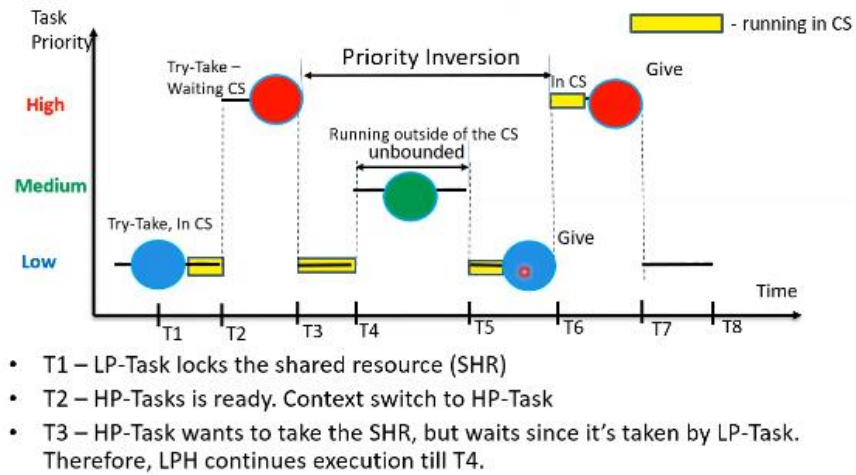 Task
Priority
- running in CS
Try-Take –
Waiting CS
Priority Inversion
In CS
Give
High
Running outside of the CS
unbounded
Medium
Try-Take, In CS
Give
Low
Time
T1
T2
T3
T4
T5
T6
T7
T8
• T1 – LP-Task locks the shared resource (SHR)
• T2 – HP-Tasks is ready. Context switch to HP-Task
• T3 – HP-Task wants to take the SHR, but waits since it's taken by LP-Task.
Therefore, LPH continues execution till T4.